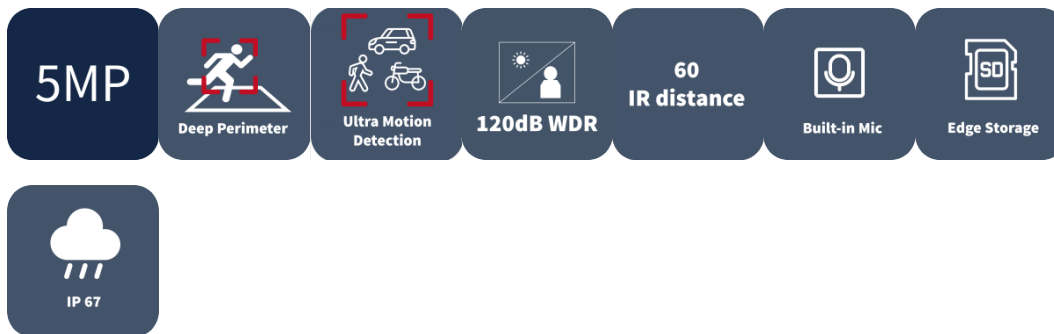 5MP
Deep Perimeter
Ultra Motion
Detection
120dB WDR
60
IR distance
Built-in Mic
SD
Edge Storage
IP 67